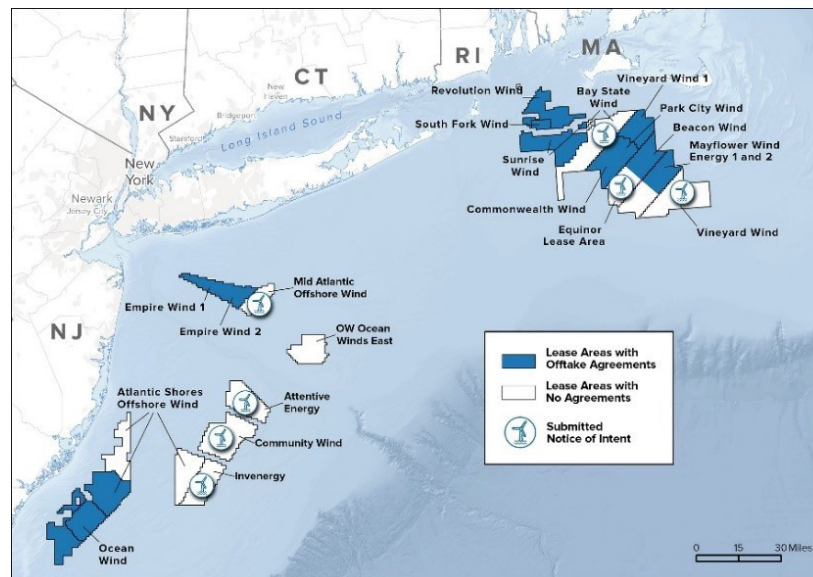 MA
RI
CT
NY
NJ
New Haven
Bridgeport
Stamford
Long Island Sound
New
York
Newark
Jersey City
Revolution Wind
Bay State
Wind
Vineyard Wind 1
South Fork Wind
Park City Wind
Beacon Wind
Sunrise
Wind
Mayflower Wind
Energy 1 and 2
Commonwealth Wind
Equinor
Lease Area
Vineyard Wind
Mid Atlantic
Offshore Wind
Empire Wind 1
Empire Wind 2
OW Ocean
Winds East
Atlantic Shores
Offshore Wind
Attentive
Energy
Community Wind
Invenergy
Ocean
Wind
Lease Areas with
Offtake Agreements
Lease Areas with
No Agreements
Submitted
Notice of Intent
0 15 30 Miles